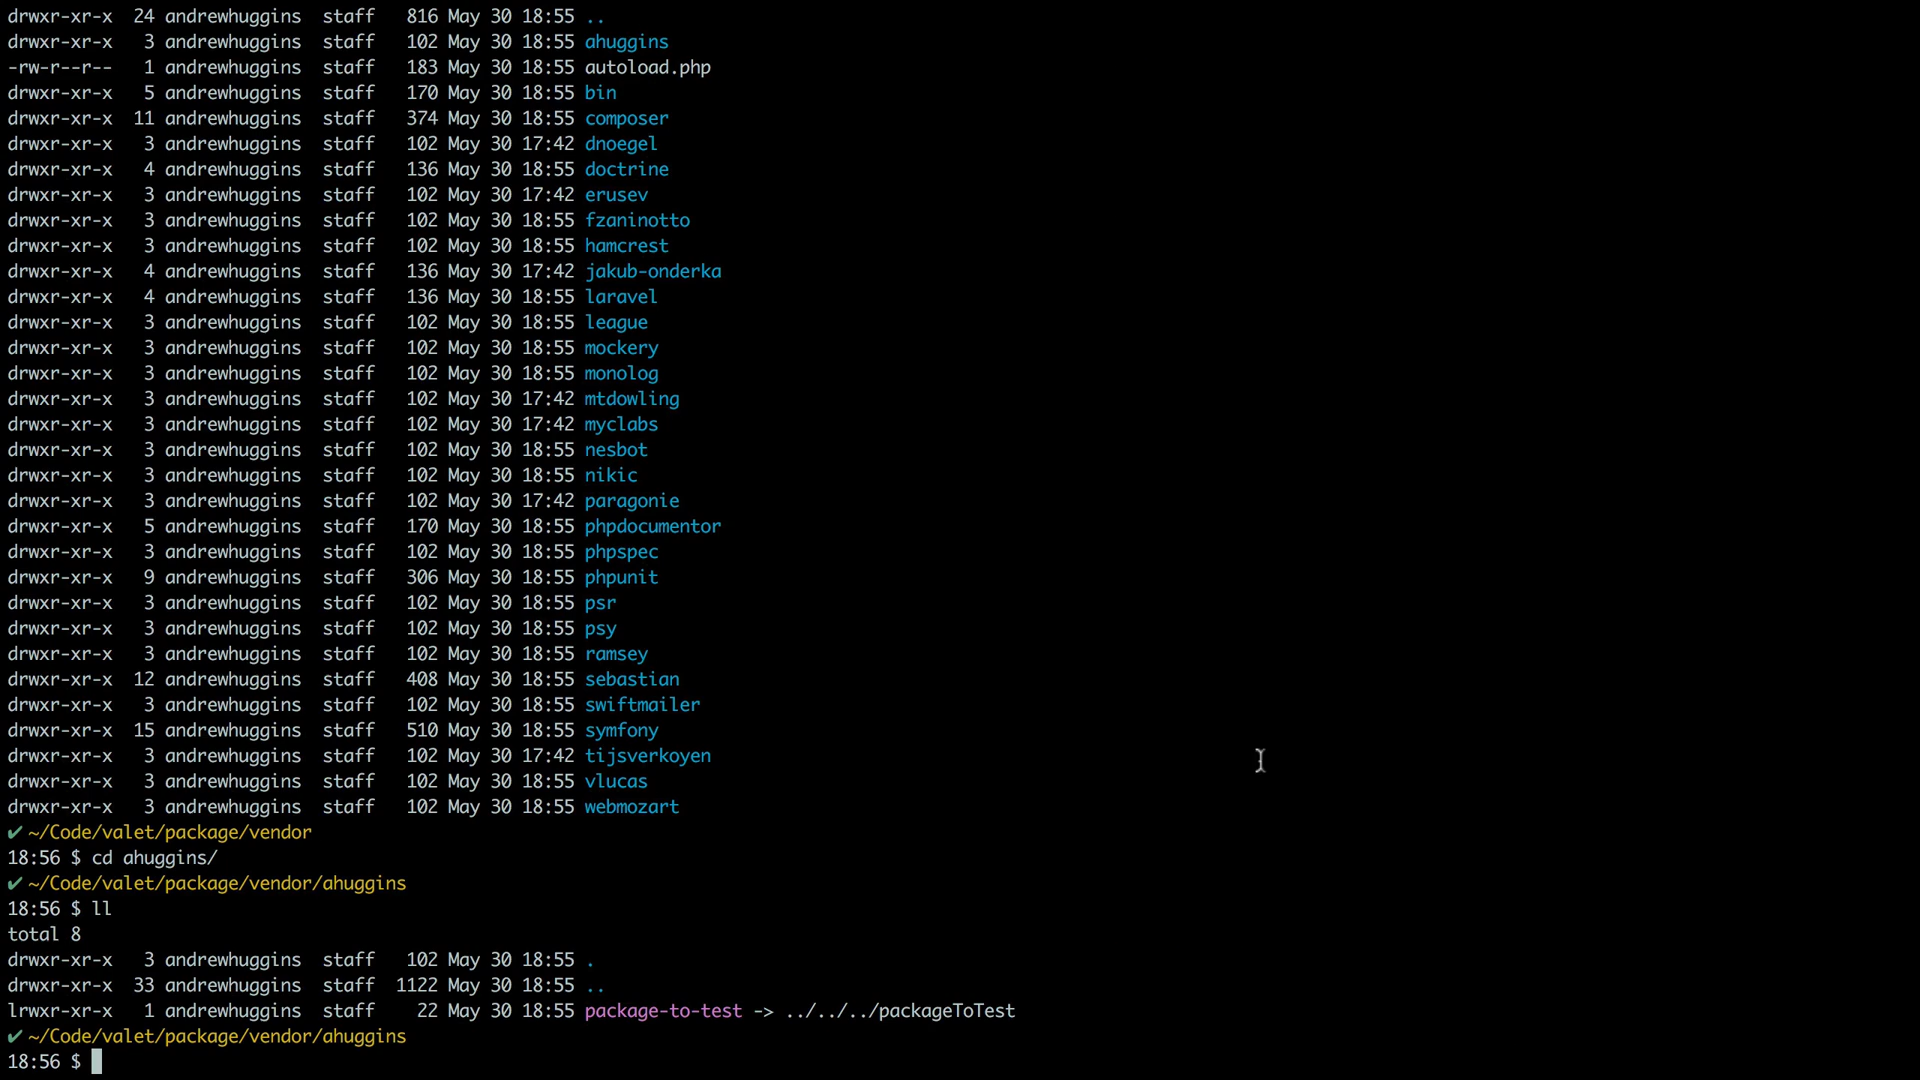 drwxr-xr-x  24 andrewhuggins  staff   816 May 30 18:55 ..
drwxr-xr-x   3 andrewhuggins  staff   102 May 30 18:55 ahuggins
-rw-r--r--   1 andrewhuggins  staff   183 May 30 18:55 autoload.php
drwxr-xr-x   5 andrewhuggins  staff   170 May 30 18:55 bin
drwxr-xr-x  11 andrewhuggins  staff   374 May 30 18:55 composer
drwxr-xr-x   3 andrewhuggins  staff   102 May 30 17:42 dnoegel
drwxr-xr-x   4 andrewhuggins  staff   136 May 30 18:55 doctrine
drwxr-xr-x   3 andrewhuggins  staff   102 May 30 17:42 erusev
drwxr-xr-x   3 andrewhuggins  staff   102 May 30 18:55 fzaninotto
drwxr-xr-x   3 andrewhuggins  staff   102 May 30 18:55 hamcrest
drwxr-xr-x   4 andrewhuggins  staff   136 May 30 17:42 jakub-onderka
drwxr-xr-x   4 andrewhuggins  staff   136 May 30 18:55 laravel
drwxr-xr-x   3 andrewhuggins  staff   102 May 30 18:55 league
drwxr-xr-x   3 andrewhuggins  staff   102 May 30 18:55 mockery
drwxr-xr-x   3 andrewhuggins  staff   102 May 30 18:55 monolog
drwxr-xr-x   3 andrewhuggins  staff   102 May 30 17:42 mtdowling
drwxr-xr-x   3 andrewhuggins  staff   102 May 30 17:42 myclabs
drwxr-xr-x   3 andrewhuggins  staff   102 May 30 18:55 nesbot
drwxr-xr-x   3 andrewhuggins  staff   102 May 30 18:55 nikic
drwxr-xr-x   3 andrewhuggins  staff   102 May 30 17:42 paragonie
drwxr-xr-x   5 andrewhuggins  staff   170 May 30 18:55 phpdocumentor
drwxr-xr-x   3 andrewhuggins  staff   102 May 30 18:55 phpspec
drwxr-xr-x   9 andrewhuggins  staff   306 May 30 18:55 phpunit
drwxr-xr-x   3 andrewhuggins  staff   102 May 30 18:55 psr
drwxr-xr-x   3 andrewhuggins  staff   102 May 30 18:55 psy
drwxr-xr-x   3 andrewhuggins  staff   102 May 30 18:55 ramsey
drwxr-xr-x  12 andrewhuggins  staff   408 May 30 18:55 sebastian
drwxr-xr-x   3 andrewhuggins  staff   102 May 30 18:55 swiftmailer
drwxr-xr-x  15 andrewhuggins  staff   510 May 30 18:55 symfony
drwxr-xr-x   3 andrewhuggins  staff   102 May 30 17:42 tijsverkoyen
drwxr-xr-x   3 andrewhuggins  staff   102 May 30 18:55 vlucas
drwxr-xr-x   3 andrewhuggins  staff   102 May 30 18:55 webmozart
✔ ~/Code/valet/package/vendor
18:56 $ cd ahuggins/
✔ ~/Code/valet/package/vendor/ahuggins
18:56 $ ll
total 8
drwxr-xr-x   3 andrewhuggins  staff   102 May 30 18:55 .
drwxr-xr-x  33 andrewhuggins  staff  1122 May 30 18:55 ..
lrwxr-xr-x   1 andrewhuggins  staff    22 May 30 18:55 package-to-test -> ../../../packageToTest
✔ ~/Code/valet/package/vendor/ahuggins
18:56 $